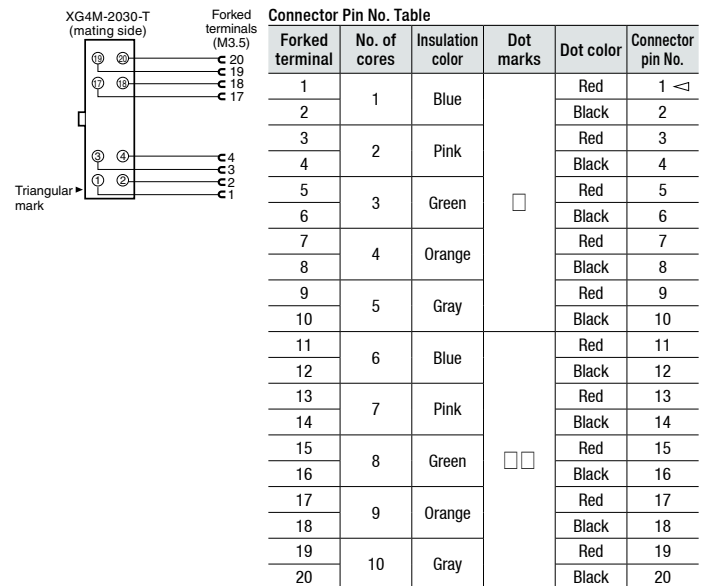 XG4M-2030-T
(mating side)
Forked
terminals
(M3.5)
19 20
20
19
17 18
18
17
3 4
4
3
1 2
2
1
Triangular
mark
Connector Pin No. Table
Forked terminal No. of cores Insulation color Dot marks Dot color Connector pin No.
1 1 Blue □ Red 1
2 Black 2
3 2 Pink Red 3
4 Black 4
5 3 Green Red 5
6 Black 6
7 4 Orange Red 7
8 Black 8
9 5 Gray Red 9
10 Black 10
11 6 Blue □□ Red 11
12 Black 12
13 7 Pink Red 13
14 Black 14
15 8 Green Red 15
16 Black 16
17 9 Orange Red 17
18 Black 18
19 10 Gray Red 19
20 Black 20